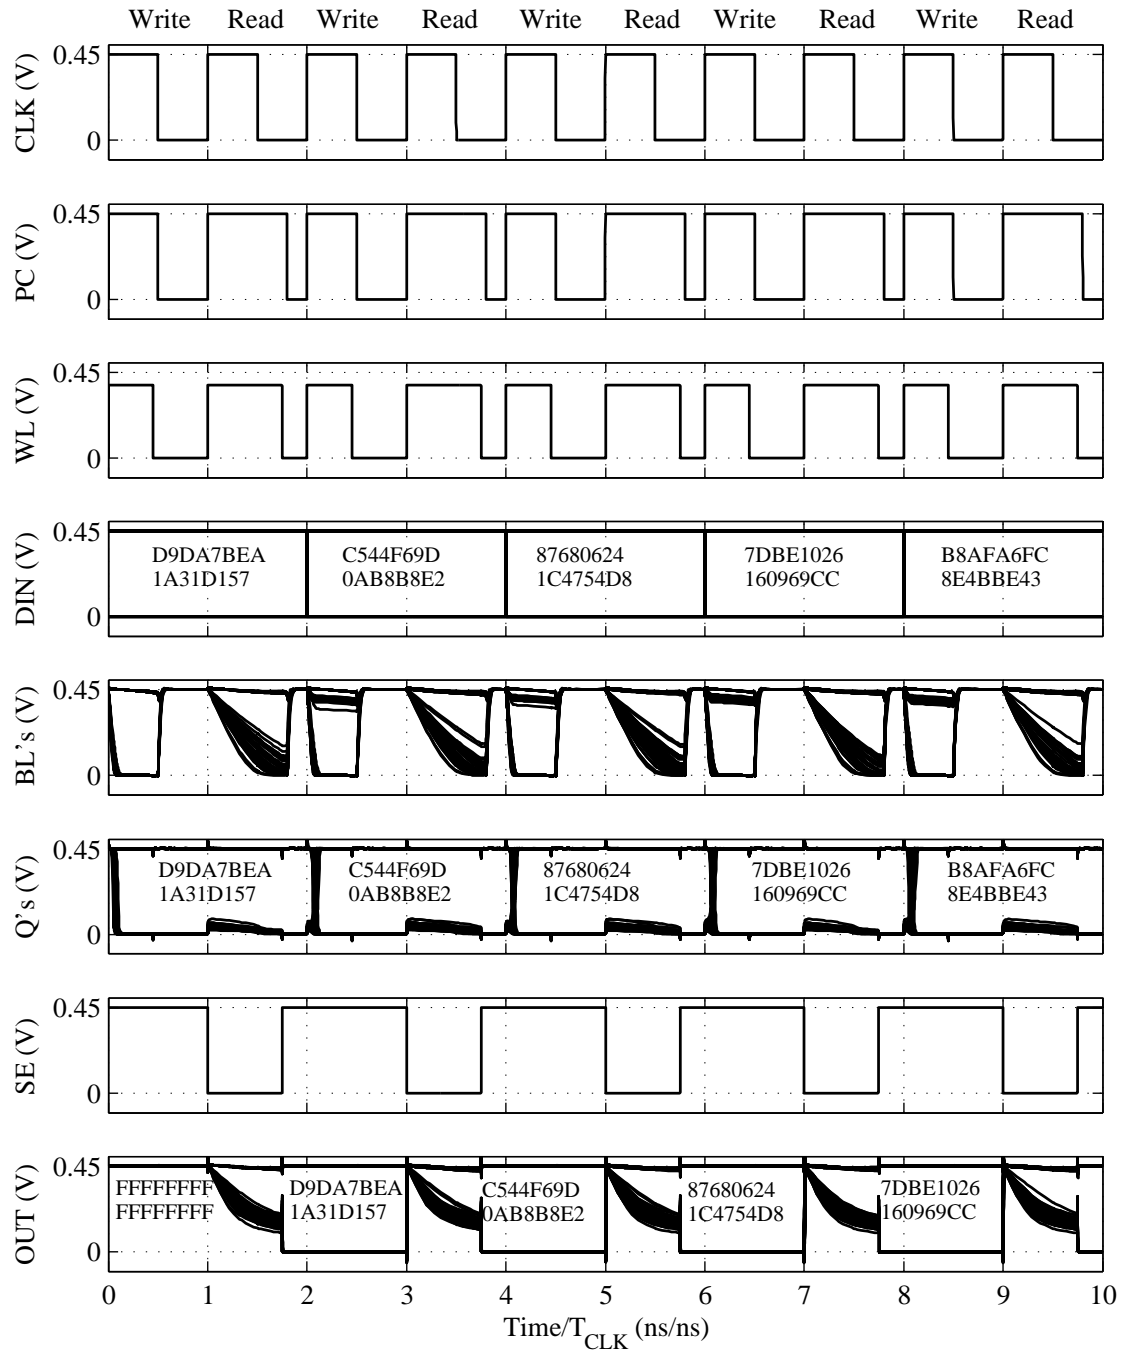 Write Read Write Read Write Read Write Read Write Read
CLK (V)
0.45
0
PC (V)
0.45
0
WL (V)
0.45
0
DIN (V)
0.45
0
D9DA7BEA C544F69D 87680624 7DBE1026 B8AFA6FC
1A31D157 0AB8B8E2 1C4754D8 160969CC 8E4BBE43
BL's (V)
0.45
0
Q's (V)
0.45
0
D9DA7BEA C544F69D 87680624 7DBE1026 B8AFA6FC
1A31D157 0AB8B8E2 1C4754D8 160969CC 8E4BBE43
SE (V)
0.45
0
OUT (V)
0.45
0
FFFFFFFF D9DA7BEA C544F69D 87680624 7DBE1026
FFFFFFFF 1A31D157 0AB8B8E2 1C4754D8 160969CC
0 1 2 3 4 5 6 7 8 9 10
Time/T_CLK (ns/ns)